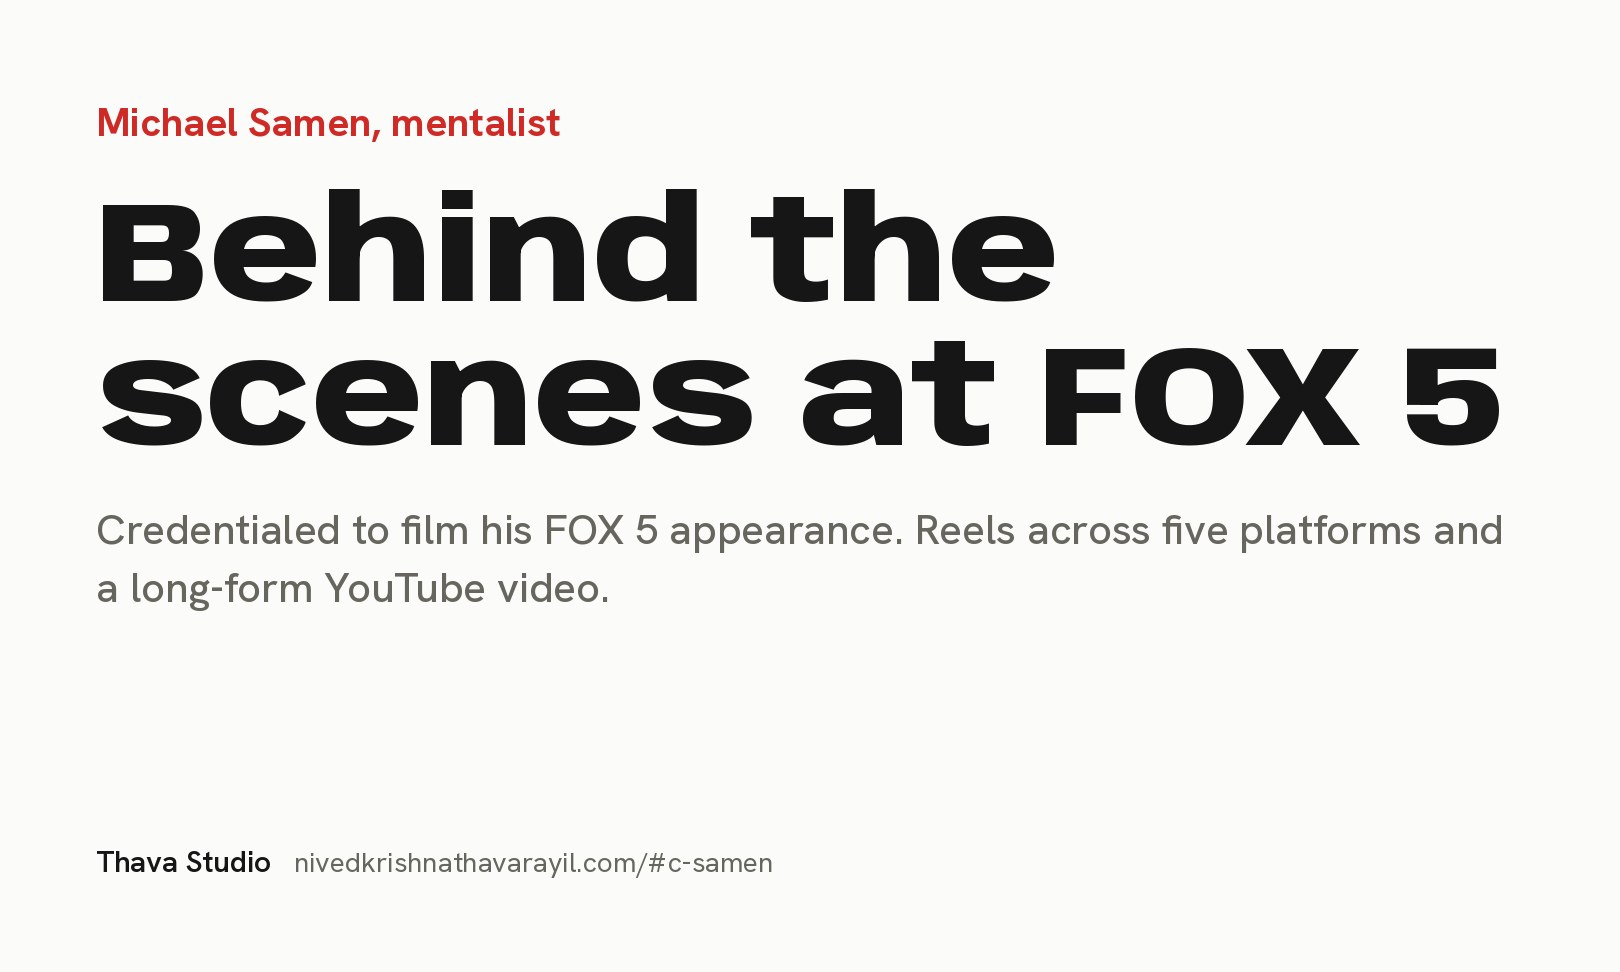 Michael Samen, mentalist
Behind the
scenes at FOX 5
Credentialed to film his FOX 5 appearance. Reels across five platforms and
a long-form YouTube video.
Thava Studio nivedkrishnathavarayil.com/#c-samen